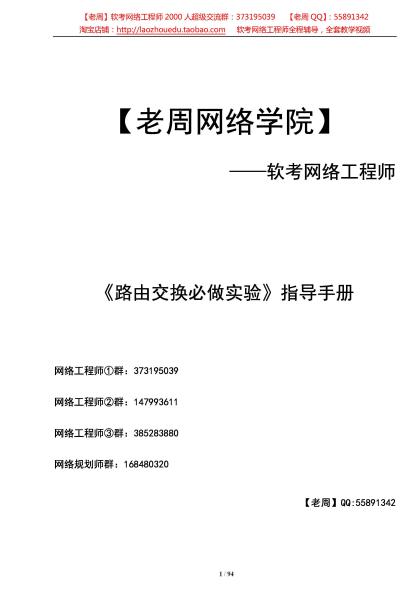 【老周】软考网络工程师 2000 人超级交流群：373195039 【老周 QQ】：55891342
淘宝店铺：http://laozhouedu.taobao.com 软考网络工程师全程辅导，全套教学视频
【老周网络学院】
——软考网络工程师
《路由交换必做实验》指导手册
网络工程师①群：373195039
网络工程师②群：147993611
网络工程师③群：385283880
网络规划师群：168480320
【老周】QQ:55891342
1 / 94